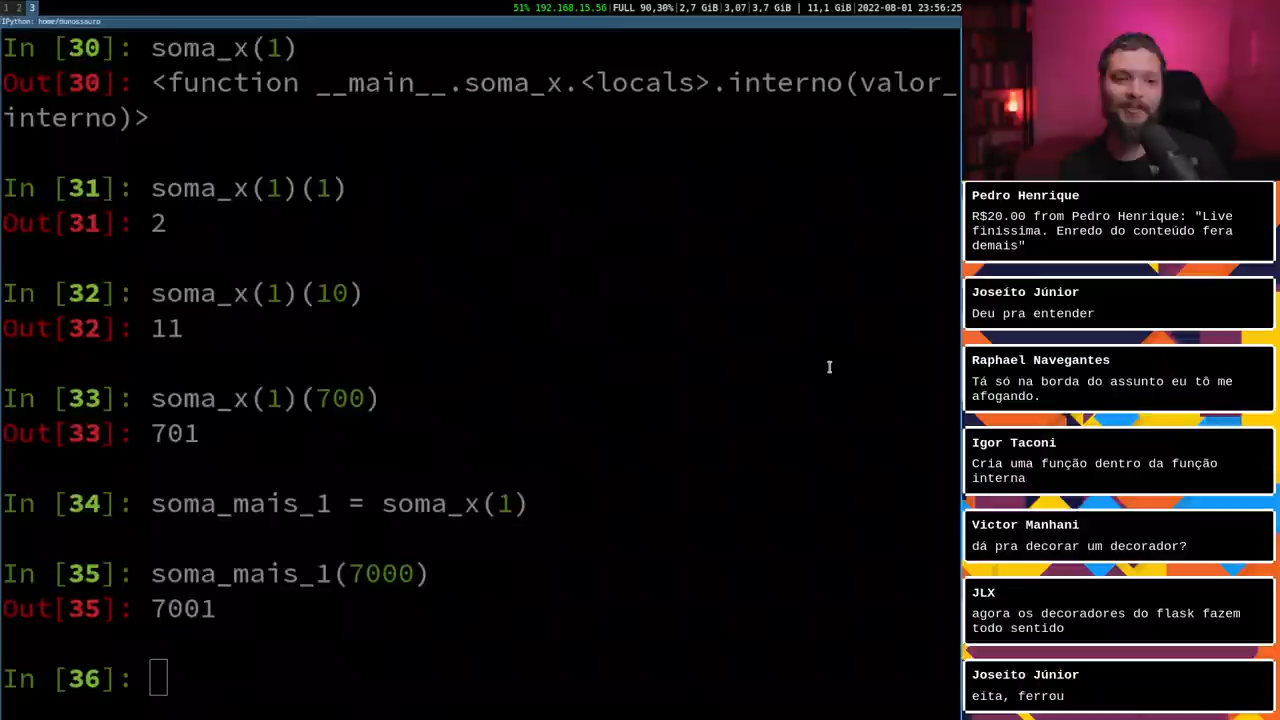 1 2 3
51% 192.168.15.56|FULL 90,30%|2,7 GiB|3,07|3,7 GiB | 11,1 GiB|2022-08-01 23:56:25
In [30]: soma_x(1)
Out[30]: <function __main__.soma_x.<locals>.interno(valor_
interno)>
In [31]: soma_x(1)(1)
Out[31]: 2
In [32]: soma_x(1)(10)
Out[32]: 11
In [33]: soma_x(1)(700)
Out[33]: 701
In [34]: soma_mais_1 = soma_x(1)
In [35]: soma_mais_1(7000)
Out[35]: 7001
In [36]:
Pedro Henrique
R$20.00 from Pedro Henrique: "Live
finissima. Enredo do conteúdo fera
demais"
Joseíto Júnior
Deu pra entender
Raphael Navegantes
Tá só na borda do assunto eu tô me
afogando.
Igor Taconi
Cria uma função dentro da função
interna
Victor Manhani
dá pra decorar um decorador?
JLX
agora os decoradores do flask fazem
todo sentido
Joseíto Júnior
eita, ferrou